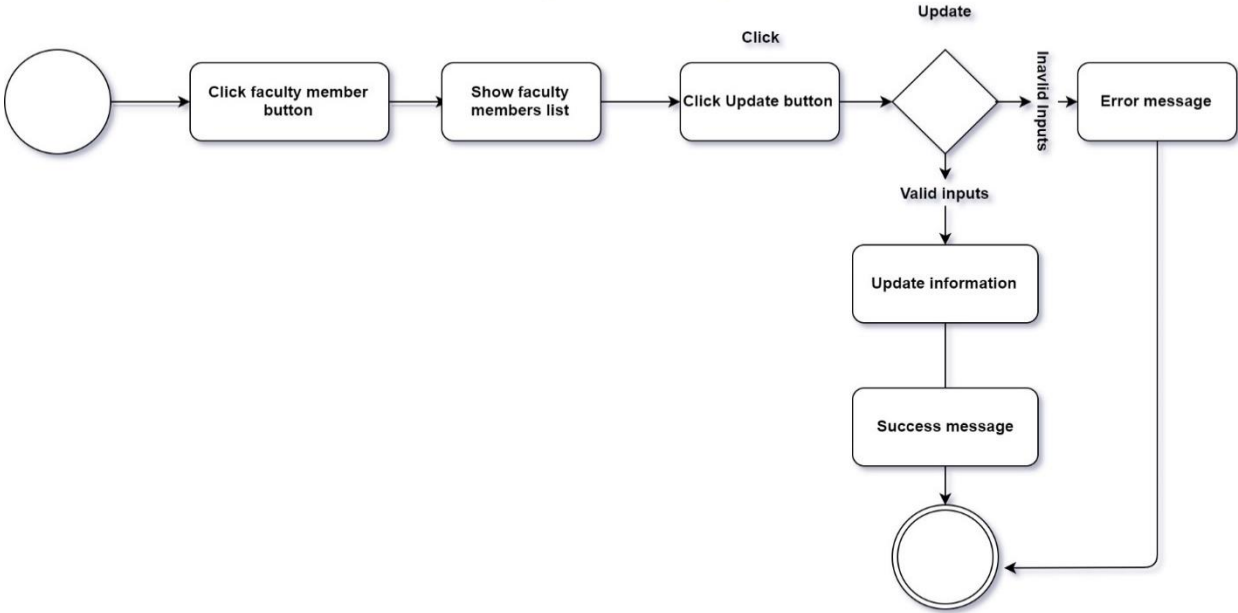 Update
Click
Click faculty member
button
Show faculty
members list
Click Update button
Inavid Inputs
Error message
Valid inputs
Update information
Success message